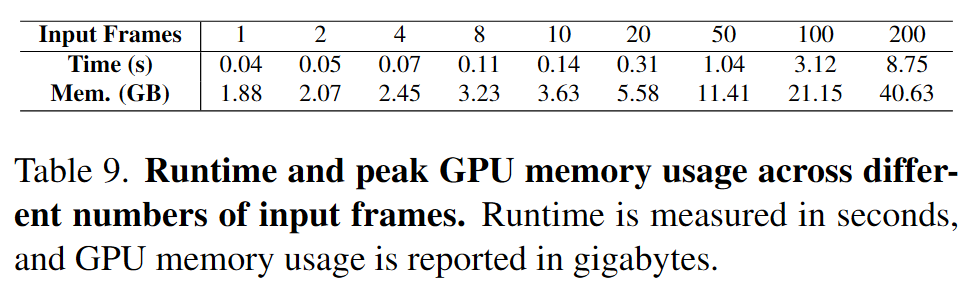 Input Frames 1 2 4 8 10 20 50 100 200
Time (s) 0.04 0.05 0.07 0.11 0.14 0.31 1.04 3.12 8.75
Mem. (GB) 1.88 2.07 2.45 3.23 3.63 5.58 11.41 21.15 40.63
Table 9. Runtime and peak GPU memory usage across differ-
ent numbers of input frames. Runtime is measured in seconds,
and GPU memory usage is reported in gigabytes.